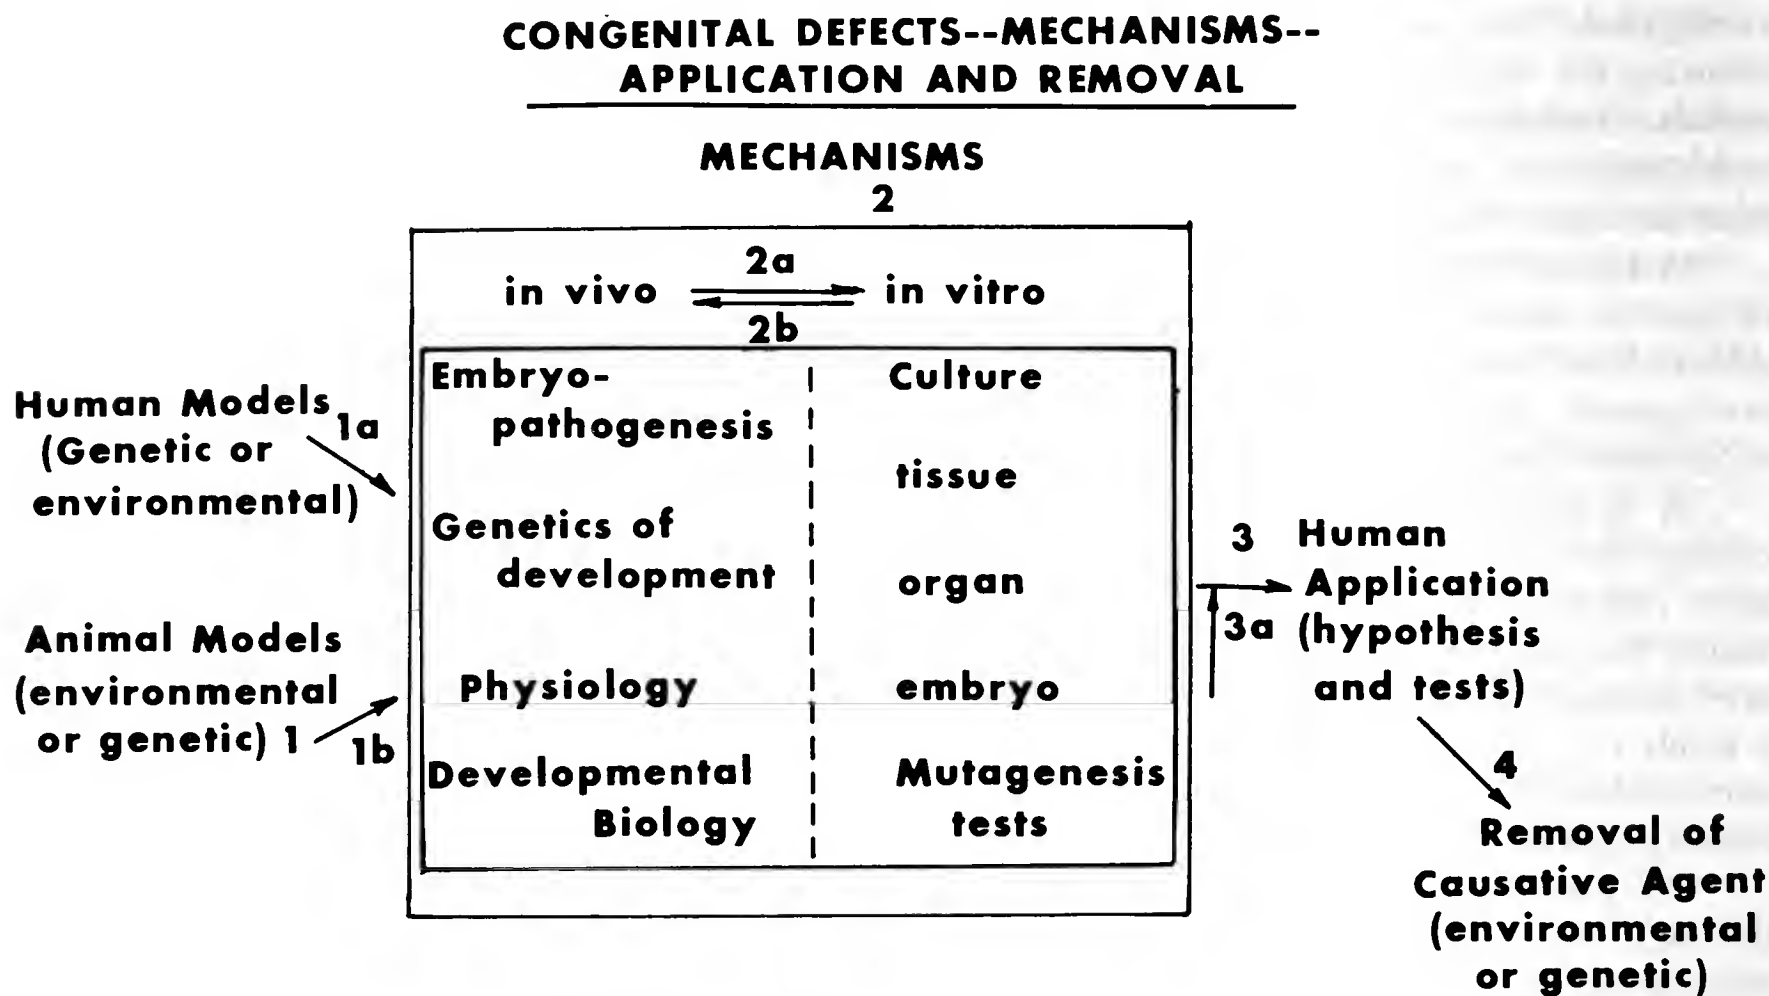 CONGENITAL DEFECTS--MECHANISMS--
APPLICATION AND REMOVAL
MECHANISMS
2
2a
in vivo in vitro
2b
Human Models 1a
(Genetic or
environmental)
Animal Models
(environmental
or genetic) 1 1b
Embryo-
pathogenesis
Genetics of
development
Physiology
Developmental
Biology
Culture
tissue
organ
embryo
Mutagenesis
tests
3 Human
Application
3a (hypothesis
and tests)
4
Removal of
Causative Agent
(environmental
or genetic)